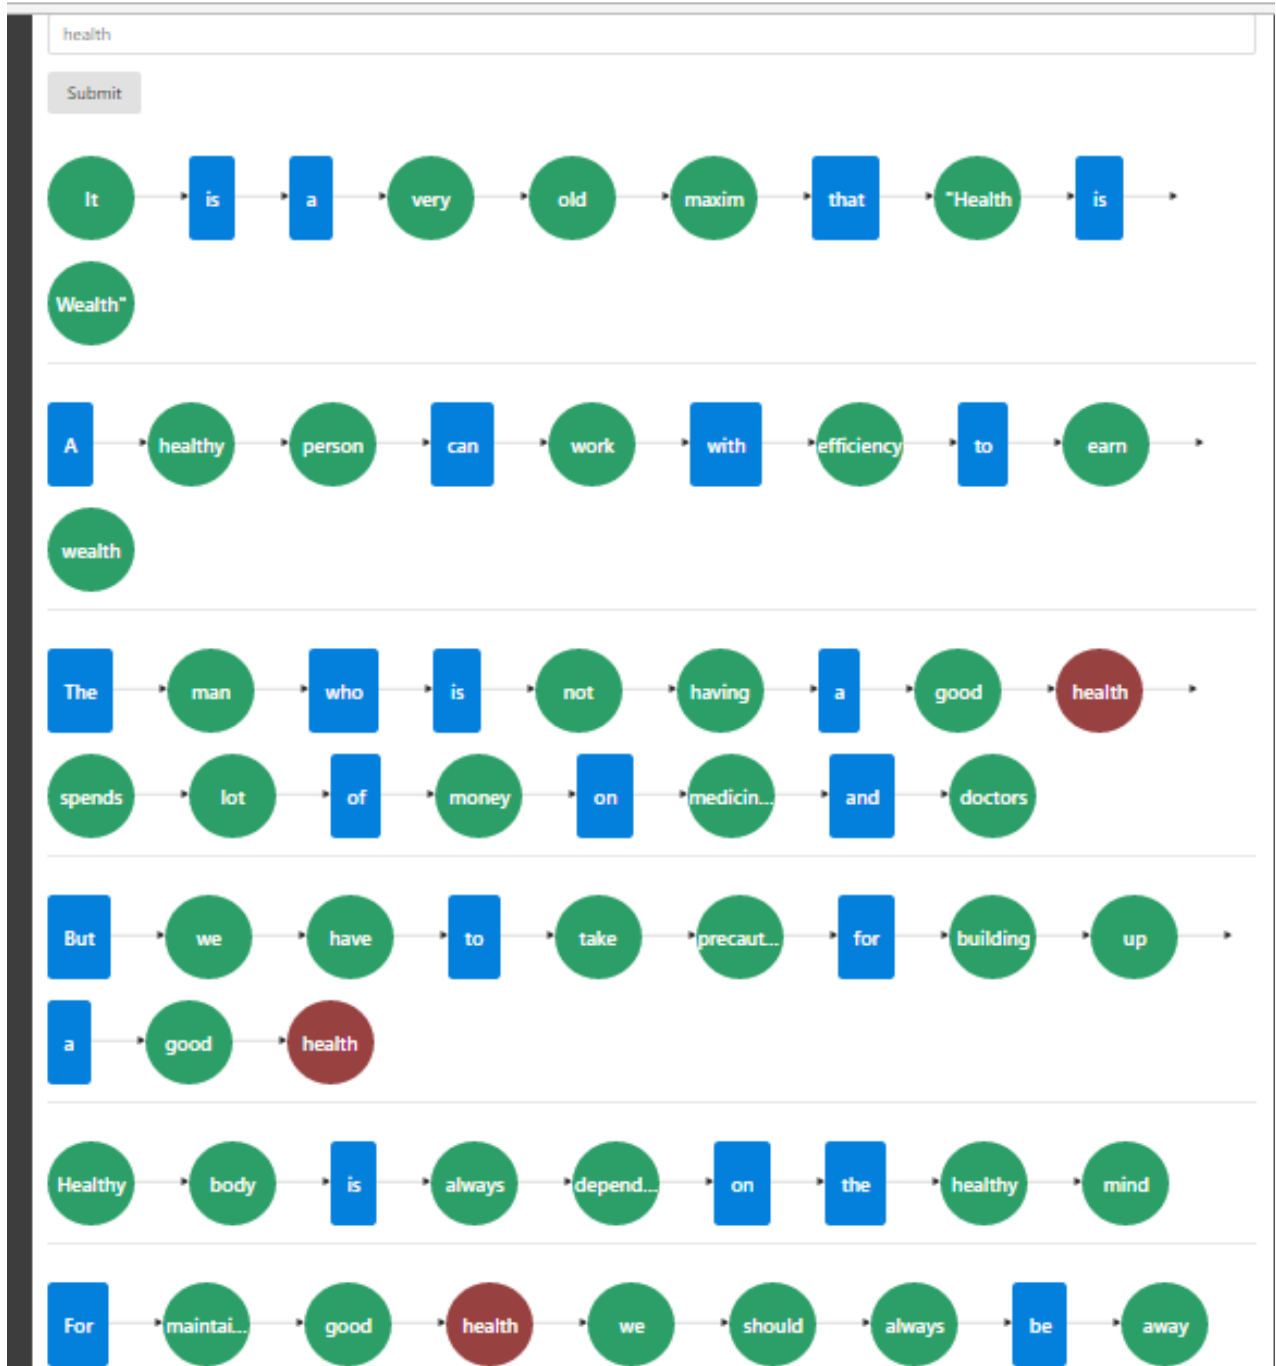 health
Submit
It is a very old maxim that "Health is
Wealth"
A healthy person can work with efficiency to earn
wealth
The man who is not having a good health
spends lot of money on medicin... and doctors
But we have to take precaut... for building up
a good health
Healthy body is always depend... on the healthy mind
For maintai... good health we should always be away